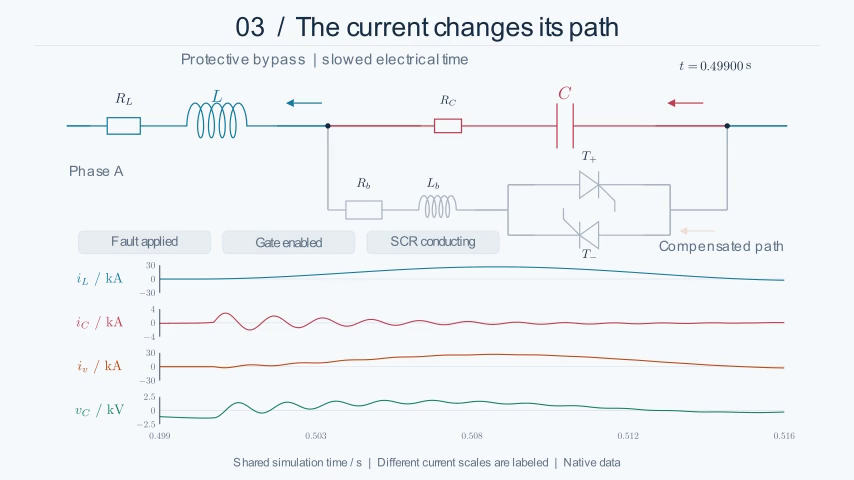 03 / The current changes its path
Protective bypass | slowed electrical time
t = 0.49900 s
R_L
L
R_C
C
T_+
Phase A
R_b
L_b
Fault applied
Gate enabled
SCR conducting
T_−
Compensated path
i_L / kA
30
0
−30
i_C / kA
4
0
−4
i_v / kA
30
0
−30
v_C / kV
2.5
0
−2.5
0.499
0.503
0.508
0.512
0.516
Shared simulation time / s | Different current scales are labeled | Native data